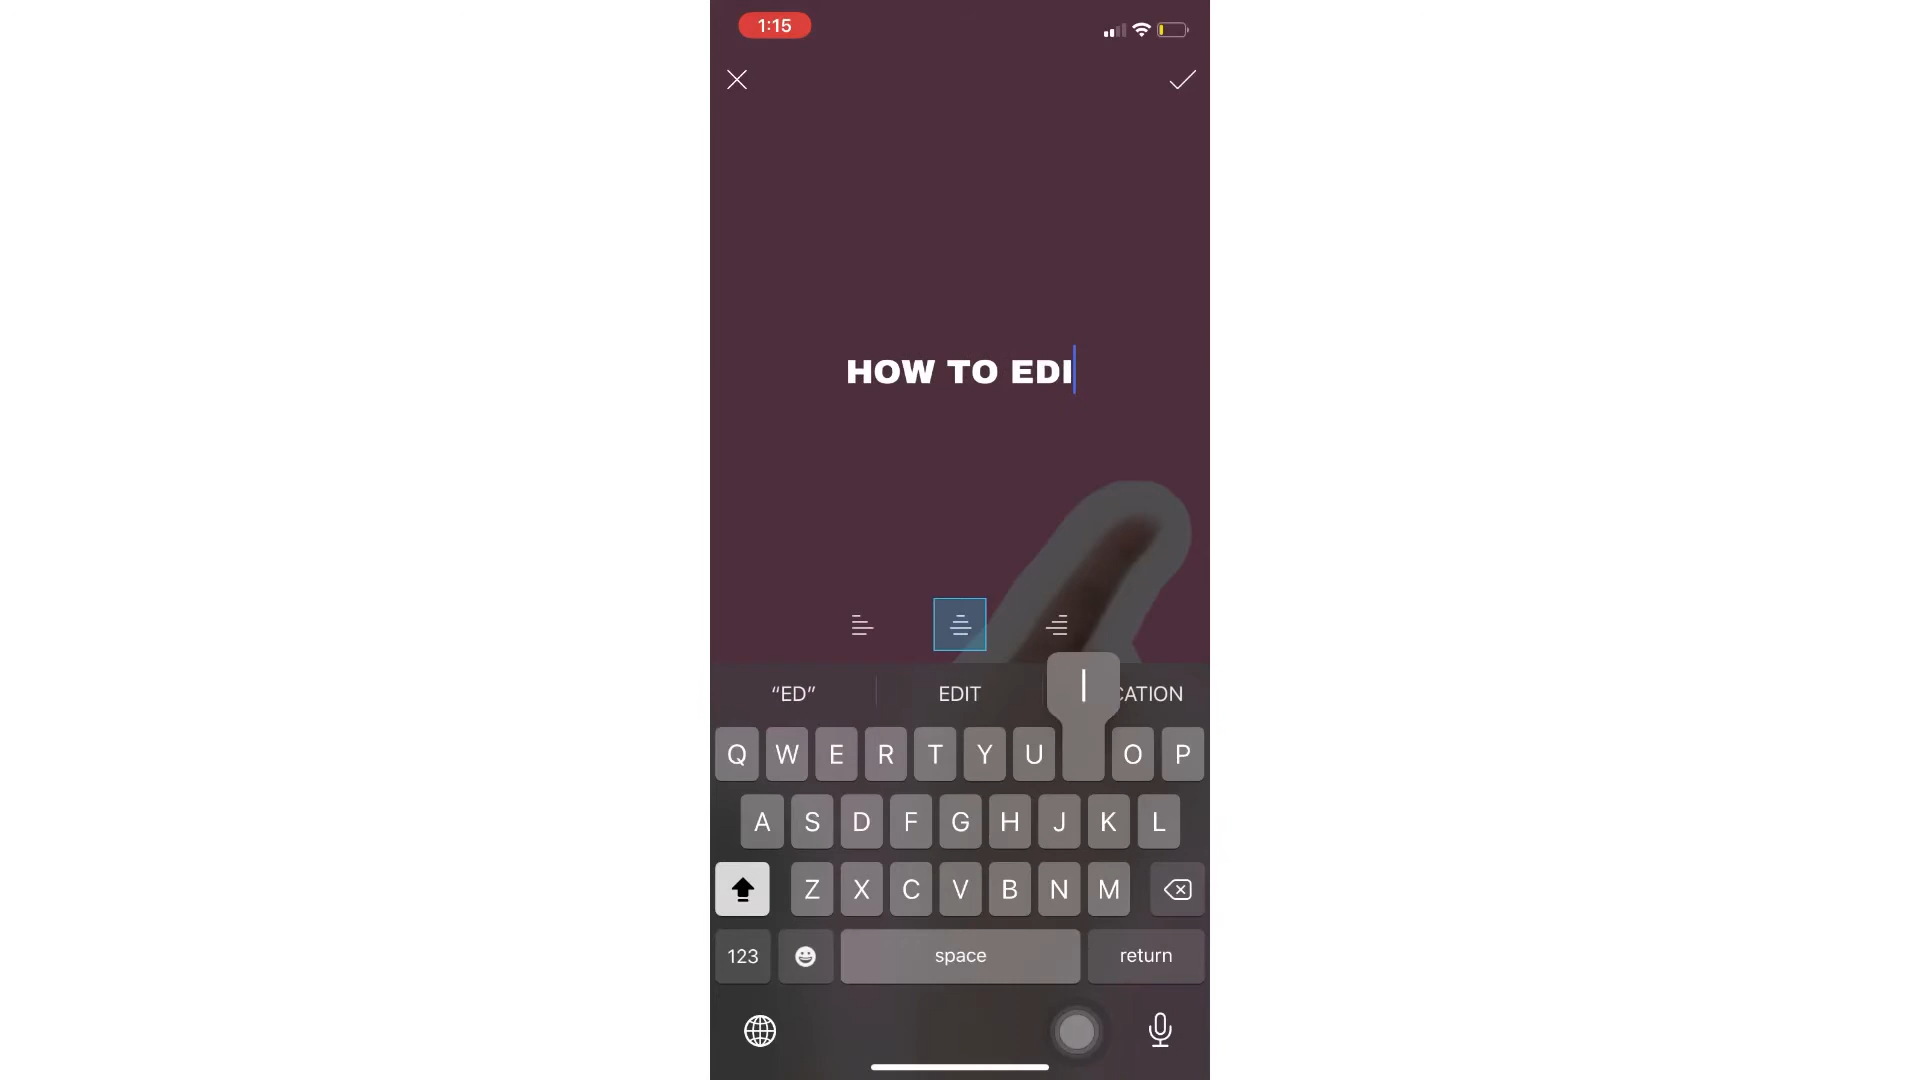 1:15
HOW TO EDI
“ED” EDIT CATION
I
Q W E R T Y U O P
A S D F G H J K L
Z X C V B N M
123 space return